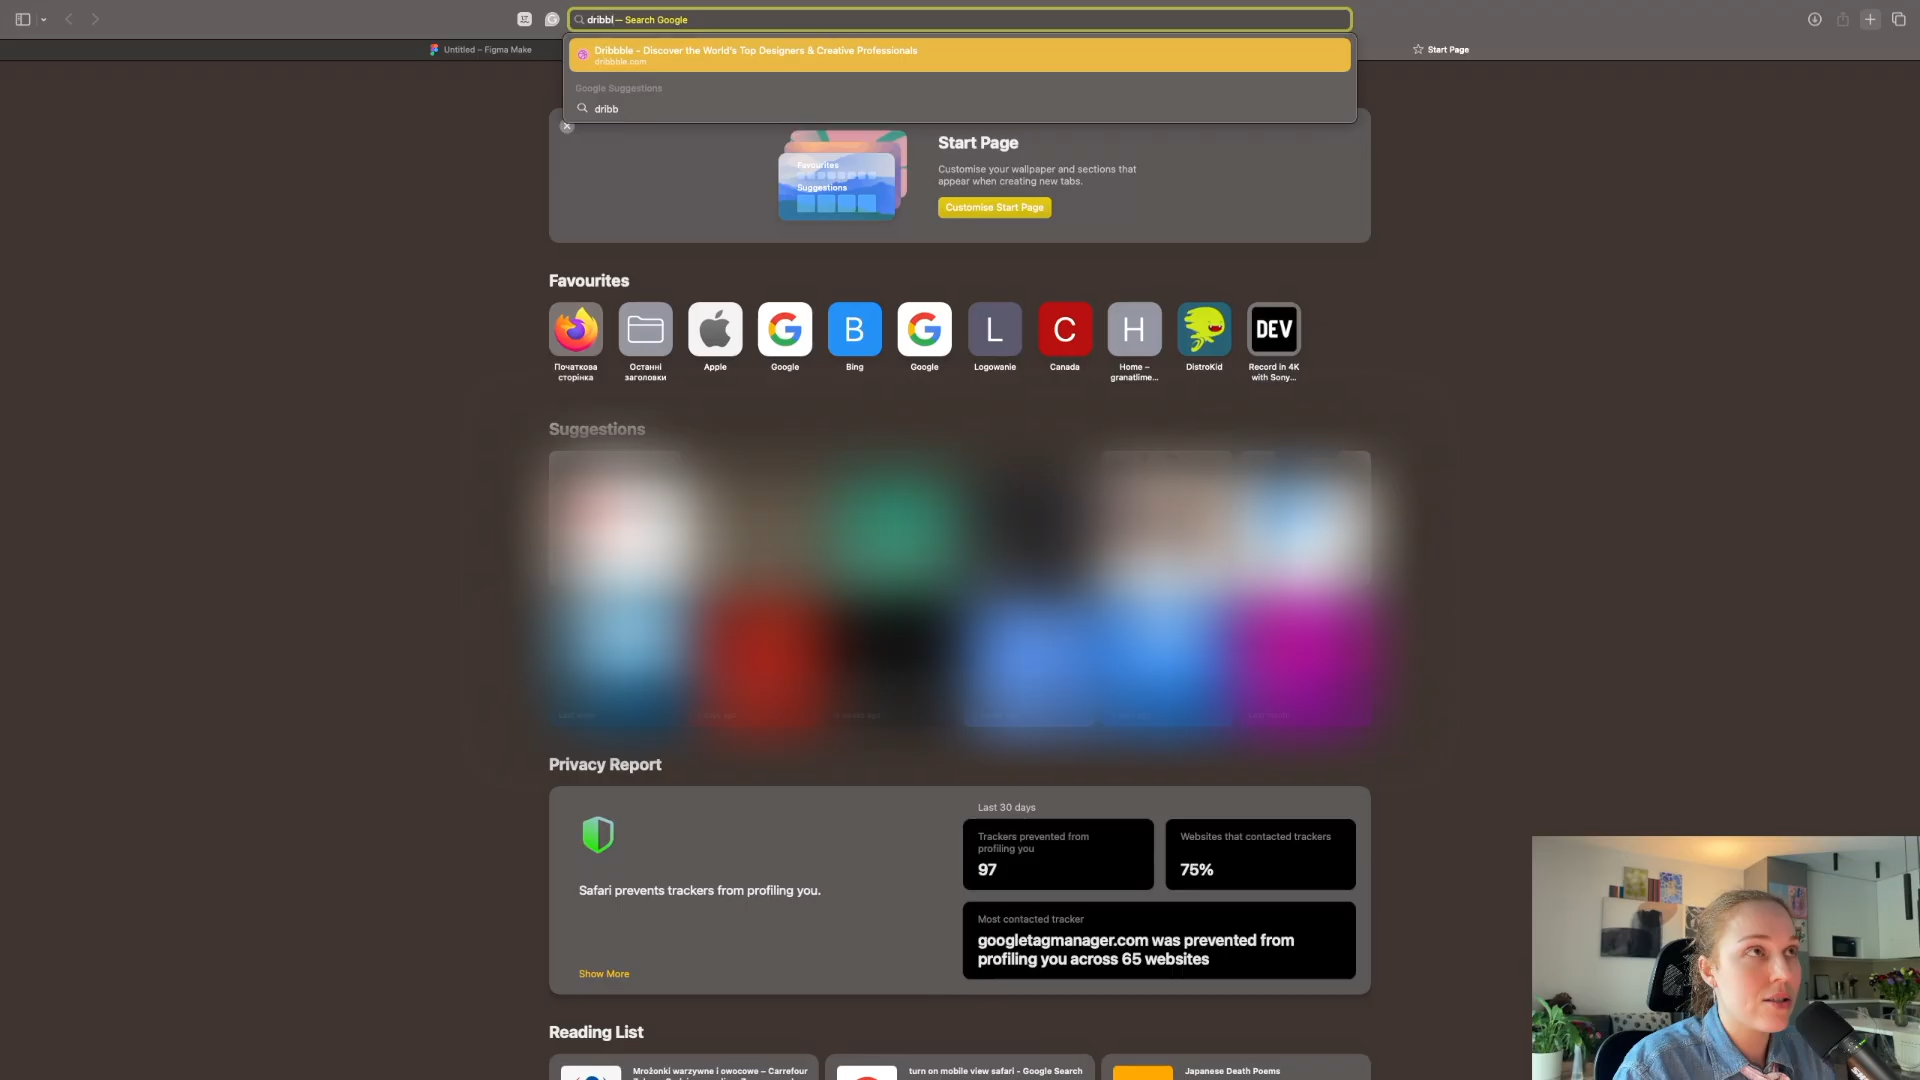 dribbl — Search Google
Untitled – Figma Make
Start Page
Dribbble - Discover the World's Top Designers & Creative Professionals
dribbble.com
Google Suggestions
dribb
Favourites
Suggestions
Start Page
Customise your wallpaper and sections that
appear when creating new tabs.
Customise Start Page
Favourites
B
L
C
H
DEV
Початкова
сторінка
Останні
заголовки
Apple
Google
Bing
Google
Logowanie
Canada
Home –
granatlime...
DistroKid
Record in 4K
with Sony...
Suggestions
Privacy Report
Safari prevents trackers from profiling you.
Show More
Last 30 days
Trackers prevented from
profiling you
97
Websites that contacted trackers
75%
Most contacted tracker
googletagmanager.com was prevented from
profiling you across 65 websites
Reading List
Mrożonki warzywne i owocowe – Carrefour
turn on mobile view safari - Google Search
Japanese Death Poems